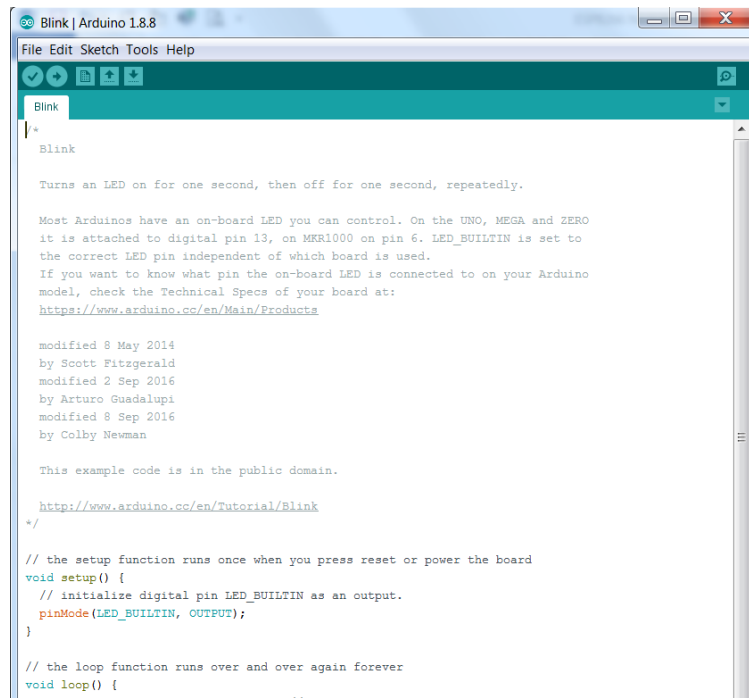 Blink | Arduino 1.8.8
File Edit Sketch Tools Help
Blink
/*
Blink
Turns an LED on for one second, then off for one second, repeatedly.
Most Arduinos have an on-board LED you can control. On the UNO, MEGA and ZERO
it is attached to digital pin 13, on MKR1000 on pin 6. LED_BUILTIN is set to
the correct LED pin independent of which board is used.
If you want to know what pin the on-board LED is connected to on your Arduino
model, check the Technical Specs of your board at:
https://www.arduino.cc/en/Main/Products
modified 8 May 2014
by Scott Fitzgerald
modified 2 Sep 2016
by Arturo Guadalupi
modified 8 Sep 2016
by Colby Newman
This example code is in the public domain.
http://www.arduino.cc/en/Tutorial/Blink
*/
// the setup function runs once when you press reset or power the board
void setup() {
// initialize digital pin LED_BUILTIN as an output.
pinMode(LED_BUILTIN, OUTPUT);
}
// the loop function runs over and over again forever
void loop() {